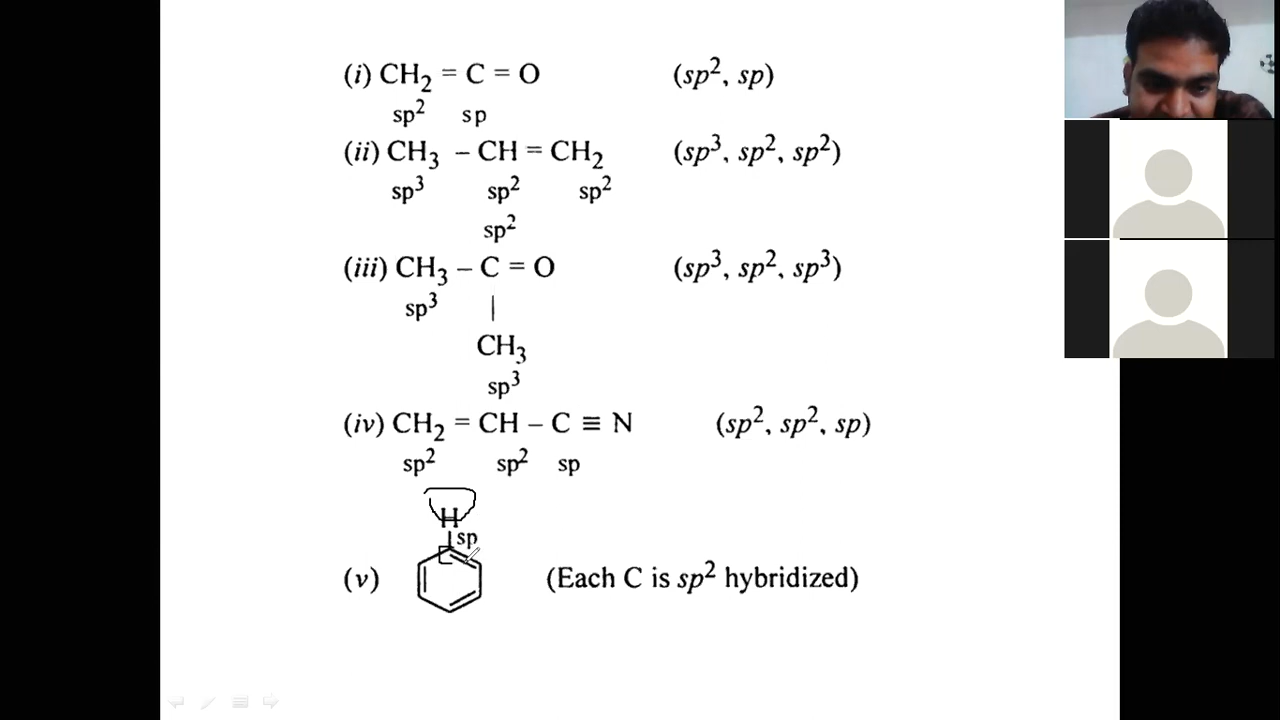 (i) CH₂ = C = O (sp², sp)
sp² sp
(ii) CH₃ – CH = CH₂ (sp³, sp², sp²)
sp³ sp² sp²
sp²
(iii) CH₃ – C = O (sp³, sp², sp³)
sp³ |
CH₃
sp³
(iv) CH₂ = CH – C ≡ N (sp², sp², sp)
sp² sp² sp
H
sp
(v) (Each C is sp² hybridized)